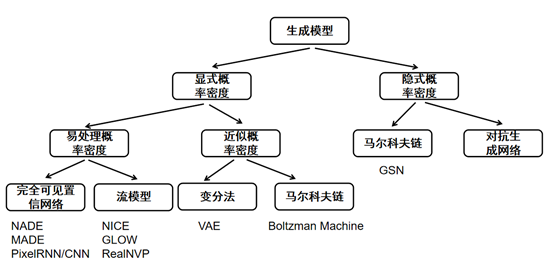 生成模型
显式概
率密度
隐式概
率密度
易处理概
率密度
近似概
率密度
马尔科夫链
对抗生
成网络
GSN
完全可见置
信网络
流模型
变分法
马尔科夫链
NADE
MADE
PixelRNN/CNN
NICE
GLOW
RealNVP
VAE
Boltzman Machine